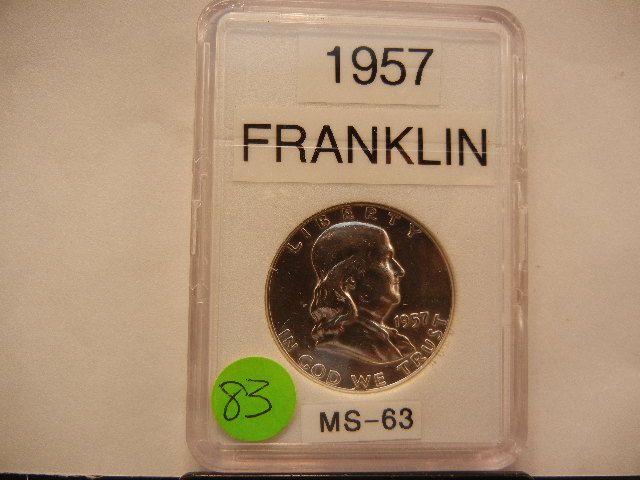 1957
FRANKLIN
LIBERTY
1957
IN GOD WE TRUST
83
MS-63